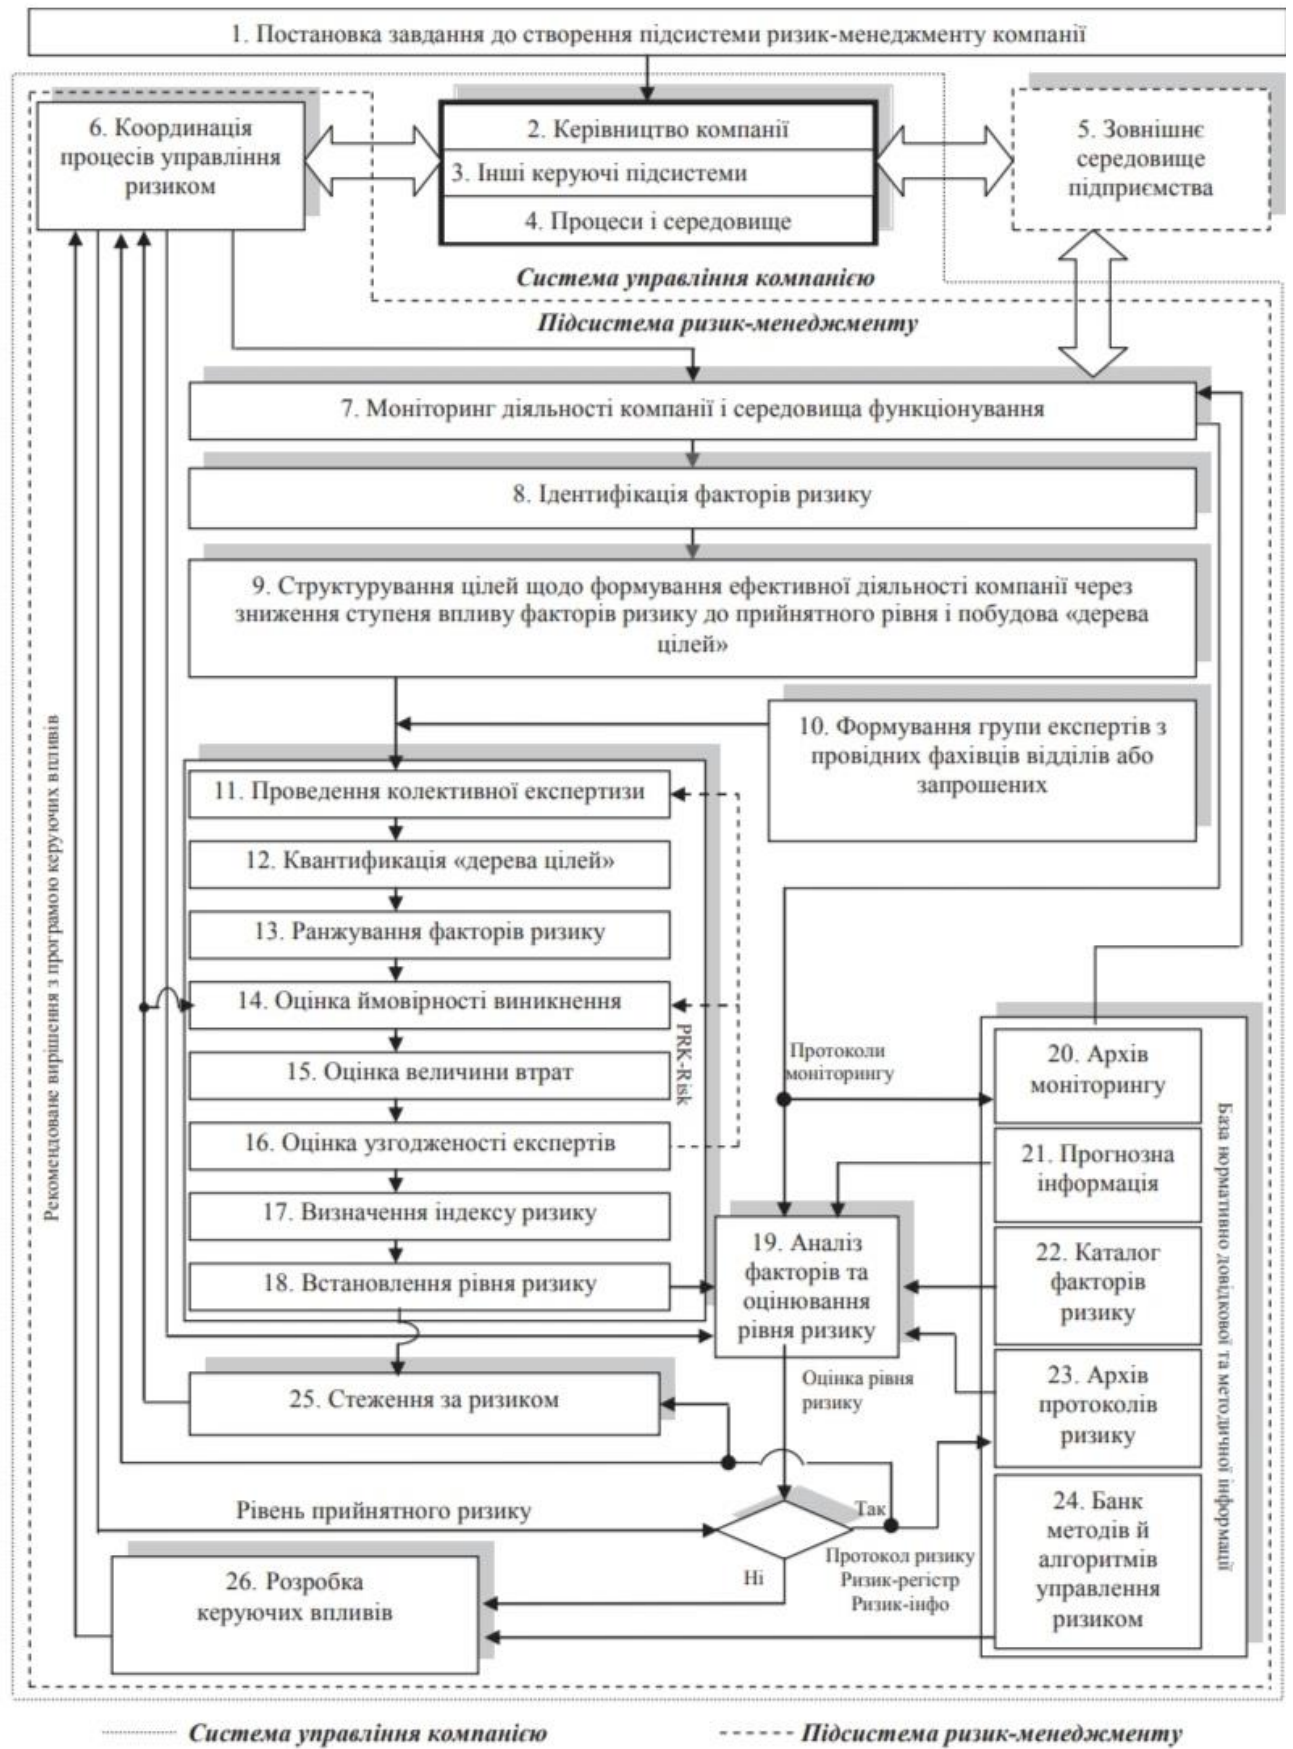 1. Постановка завдання до створення підсистеми ризик-менеджменту компанії
6. Координація
процесів управління
ризиком
2. Керівництво компанії
3. Інші керуючі підсистеми
4. Процеси і середовище
5. Зовнішнє
середовище
підприємства
Система управління компанією
Підсистема ризик-менеджменту
7. Моніторинг діяльності компанії і середовища функціонування
8. Ідентифікація факторів ризику
9. Структурування цілей щодо формування ефективної діяльності компанії через
зниження ступеня впливу факторів ризику до прийнятного рівня і побудова «дерева
цілей»
10. Формування групи експертів з
провідних фахівців відділів або
запрошених
11. Проведення колективної експертизи
12. Квантификація «дерева цілей»
13. Ранжування факторів ризику
14. Оцінка ймовірності виникнення
15. Оцінка величини втрат
16. Оцінка узгодженості експертів
17. Визначення індексу ризику
18. Встановлення рівня ризику
PRK-Risk
Рекомендоване вирішення з програмою керуючих впливів
Протоколи
моніторингу
19. Аналіз
факторів та
оцінювання
рівня ризику
20. Архів
моніторингу
21. Прогнозна
інформація
22. Каталог
факторів
ризику
23. Архів
протоколів
ризику
24. Банк
методів й
алгоритмів
управлення
ризиком
База нормативно довідкової та методичної інформації
25. Стеження за ризиком
Оцінка рівня
ризику
Рівень прийнятного ризику
Так
Ні
Протокол ризику
Ризик-регістр
Ризик-інфо
26. Розробка
керуючих впливів
Система управління компанією
Підсистема ризик-менеджменту